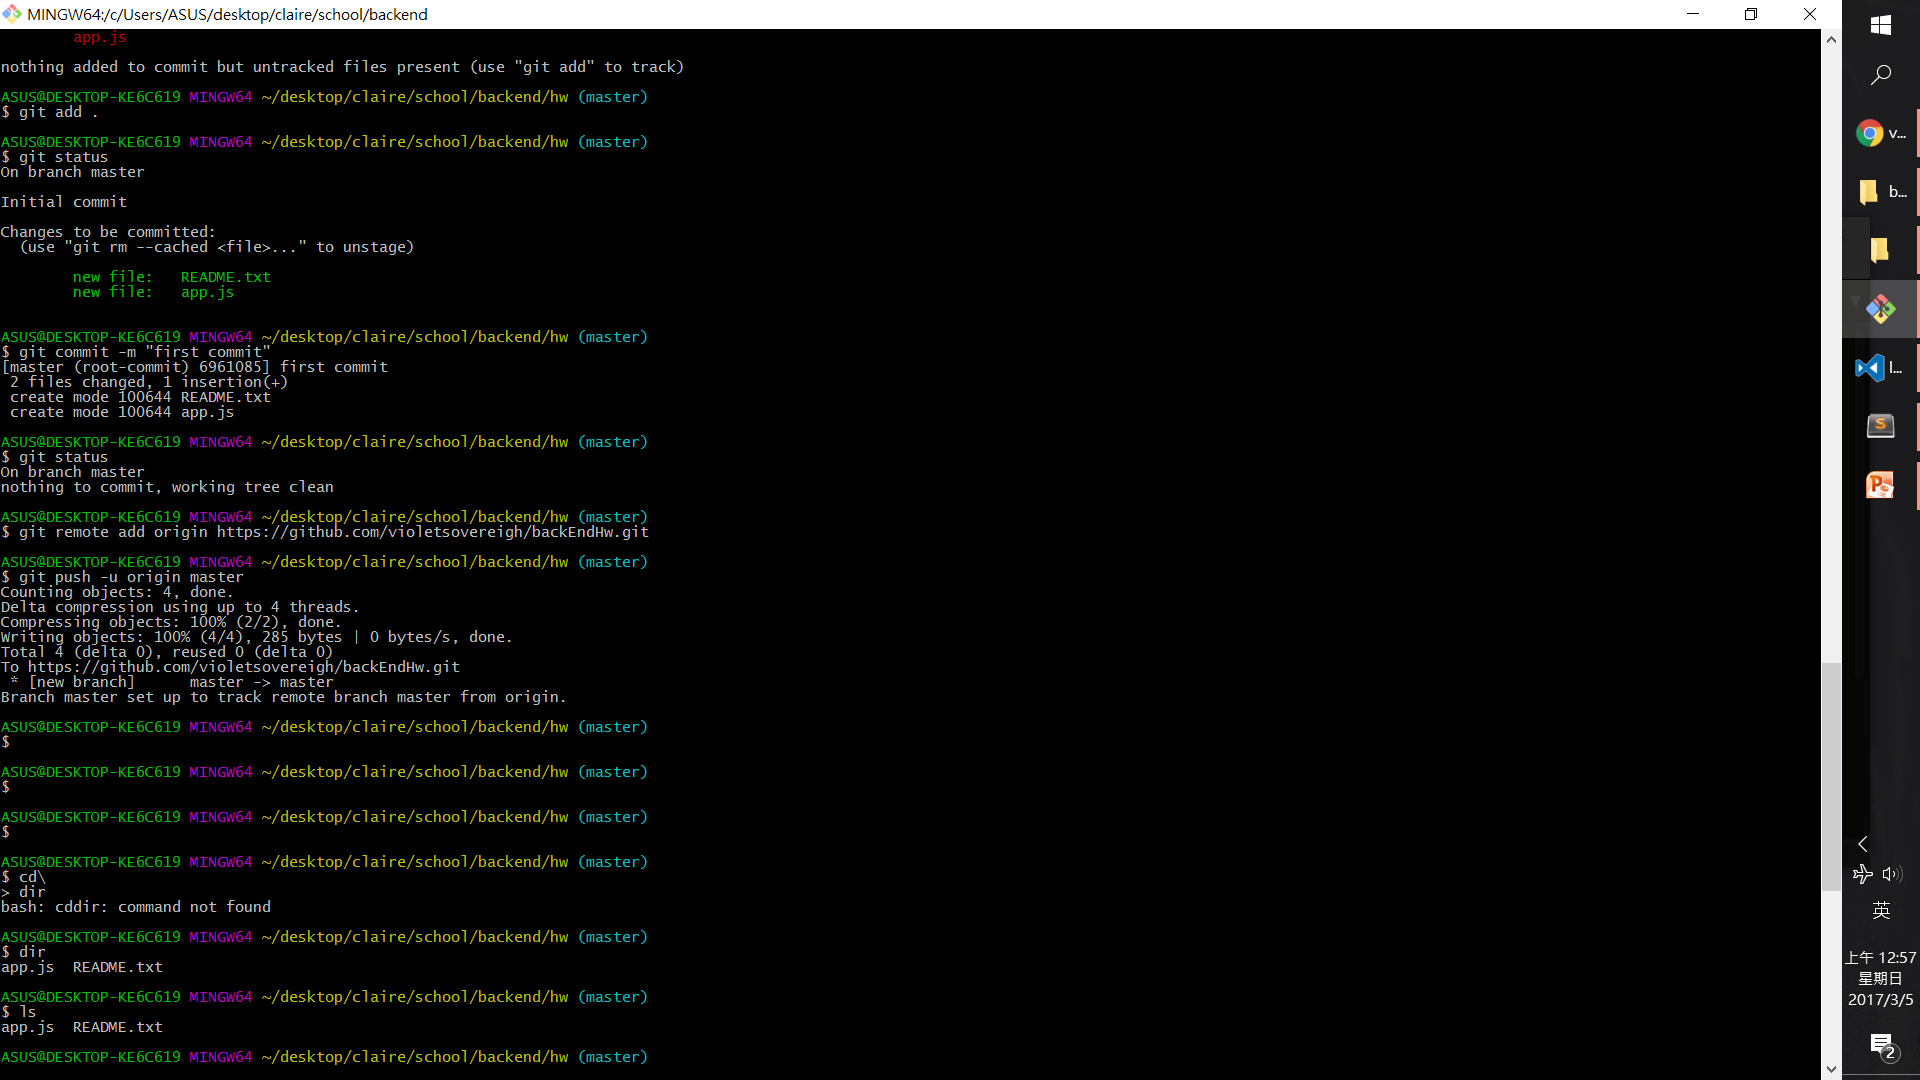 MINGW64:/c/Users/ASUS/desktop/claire/school/backend
app.js
nothing added to commit but untracked files present (use "git add" to track)
ASUS@DESKTOP-KE6C619 MINGW64 ~/desktop/claire/school/backend/hw (master)
$ git add .
ASUS@DESKTOP-KE6C619 MINGW64 ~/desktop/claire/school/backend/hw (master)
$ git status
On branch master
Initial commit
Changes to be committed:
(use "git rm --cached <file>..." to unstage)
new file:   README.txt
new file:   app.js
ASUS@DESKTOP-KE6C619 MINGW64 ~/desktop/claire/school/backend/hw (master)
$ git commit -m "first commit"
[master (root-commit) 6961085] first commit
2 files changed, 1 insertion(+)
create mode 100644 README.txt
create mode 100644 app.js
ASUS@DESKTOP-KE6C619 MINGW64 ~/desktop/claire/school/backend/hw (master)
$ git status
On branch master
nothing to commit, working tree clean
ASUS@DESKTOP-KE6C619 MINGW64 ~/desktop/claire/school/backend/hw (master)
$ git remote add origin https://github.com/violetsovereigh/backEndHw.git
ASUS@DESKTOP-KE6C619 MINGW64 ~/desktop/claire/school/backend/hw (master)
$ git push -u origin master
Counting objects: 4, done.
Delta compression using up to 4 threads.
Compressing objects: 100% (2/2), done.
Writing objects: 100% (4/4), 285 bytes | 0 bytes/s, done.
Total 4 (delta 0), reused 0 (delta 0)
To https://github.com/violetsovereigh/backEndHw.git
* [new branch]      master -> master
Branch master set up to track remote branch master from origin.
ASUS@DESKTOP-KE6C619 MINGW64 ~/desktop/claire/school/backend/hw (master)
$
ASUS@DESKTOP-KE6C619 MINGW64 ~/desktop/claire/school/backend/hw (master)
$
ASUS@DESKTOP-KE6C619 MINGW64 ~/desktop/claire/school/backend/hw (master)
$
ASUS@DESKTOP-KE6C619 MINGW64 ~/desktop/claire/school/backend/hw (master)
$ cd\
> dir
bash: cddir: command not found
ASUS@DESKTOP-KE6C619 MINGW64 ~/desktop/claire/school/backend/hw (master)
$ dir
app.js  README.txt
ASUS@DESKTOP-KE6C619 MINGW64 ~/desktop/claire/school/backend/hw (master)
$ ls
app.js  README.txt
ASUS@DESKTOP-KE6C619 MINGW64 ~/desktop/claire/school/backend/hw (master)
v...
b...
l...
英
上午 12:57
星期日
2017/3/5
2